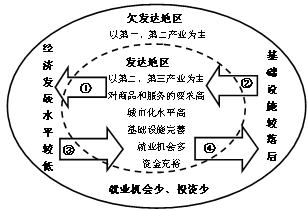 欠发达地区
以第一、第二产业为主
经济发展水平较低
发达地区
以第二、第三产业为主
对商品和服务的要求高
城市化水平高
基础设施完善
就业机会多
资金充裕
①
②
③
④
基础设施较落后
就业机会少、投资少